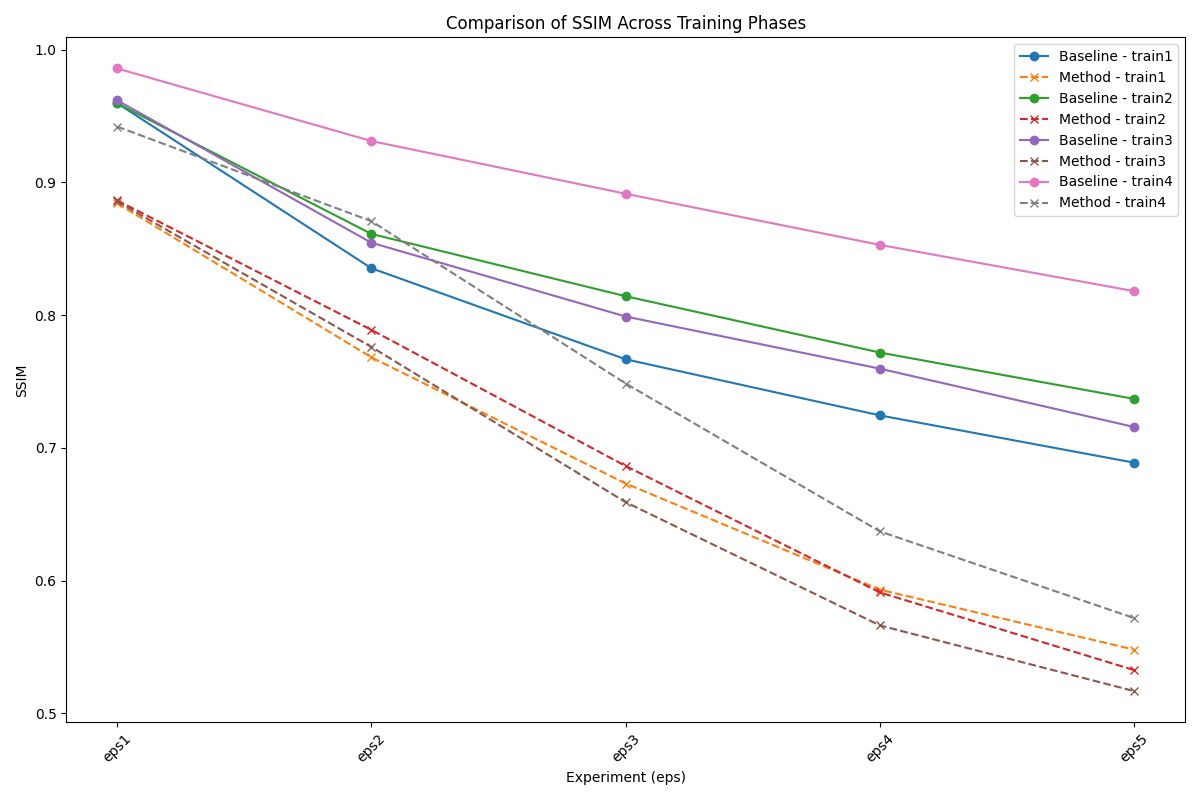 Comparison of SSIM Across Training Phases
1.0
0.9
0.8
0.7
0.6
0.5
SSIM
Baseline - train1
Method - train1
Baseline - train2
Method - train2
Baseline - train3
Method - train3
Baseline - train4
Method - train4
eps1
eps2
eps3
eps4
eps5
Experiment (eps)